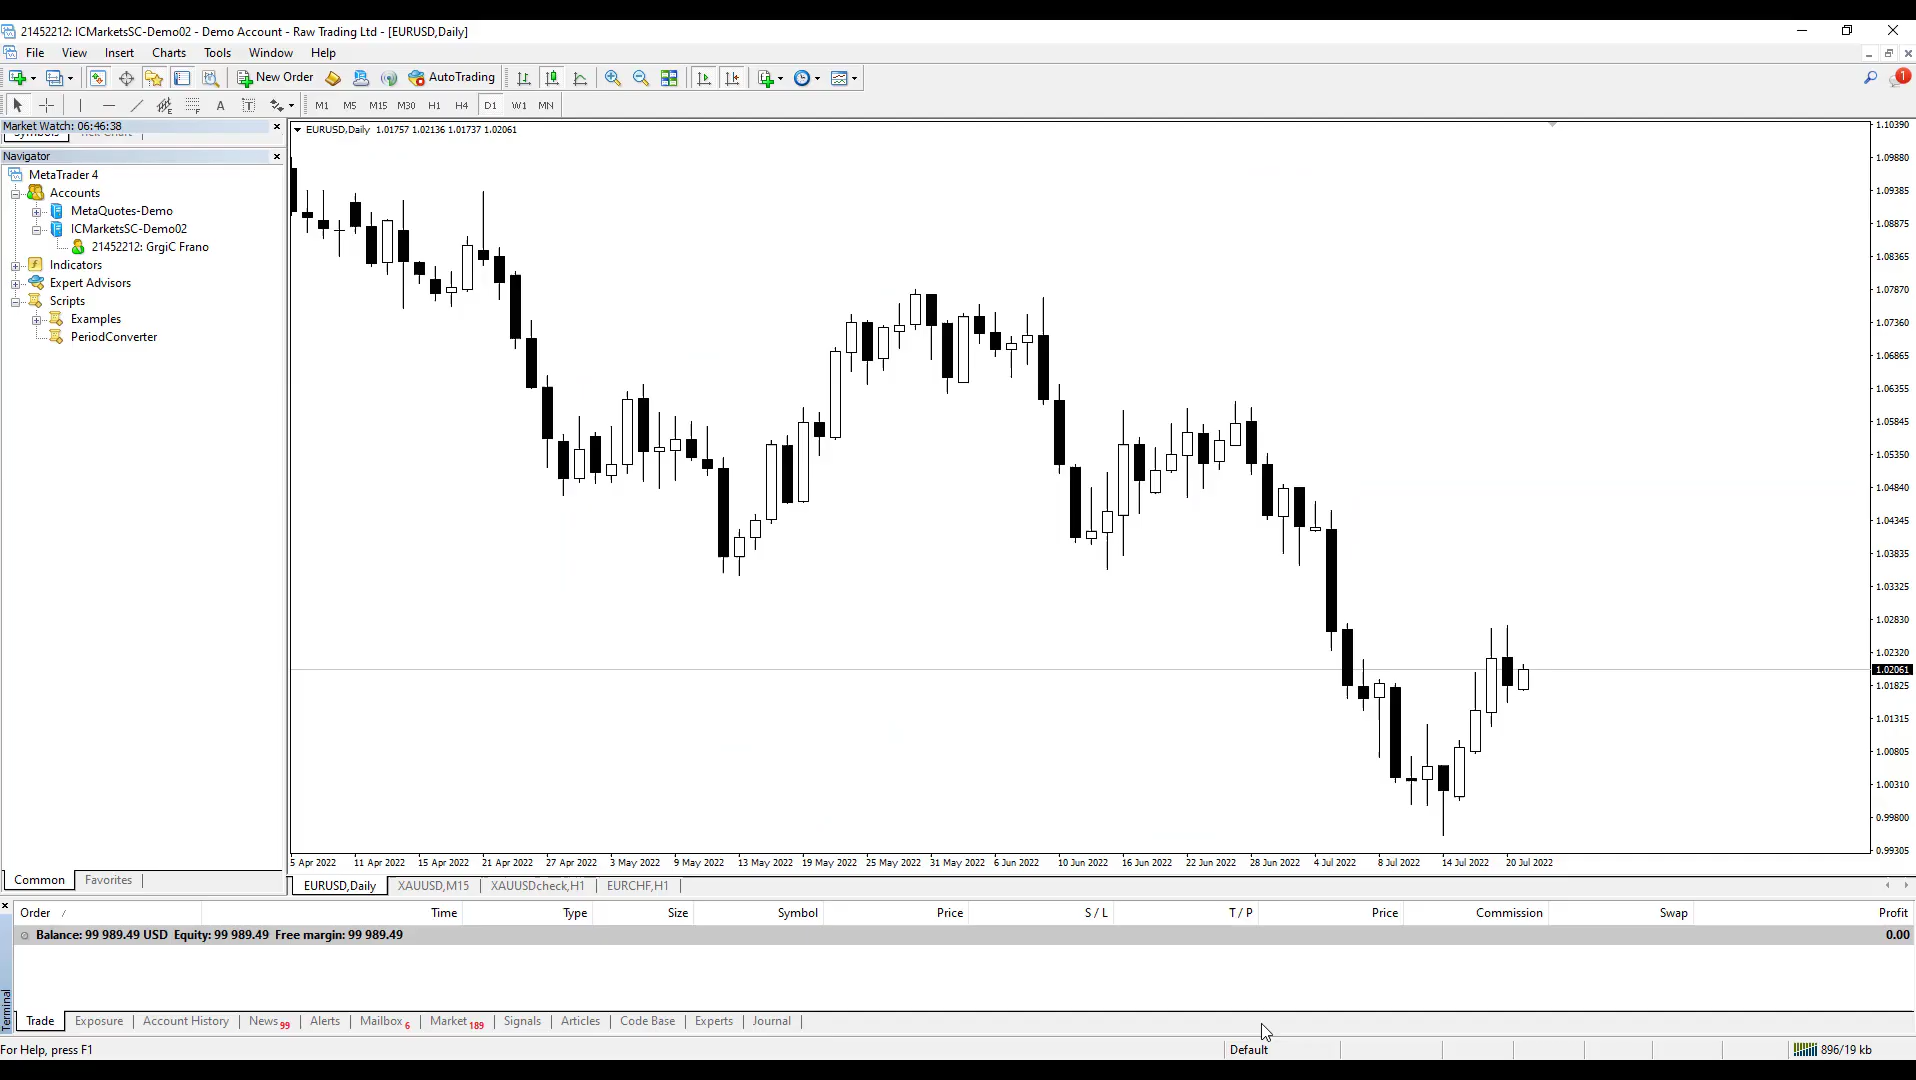 21452212: ICMarketsSC-Demo02 - Demo Account - Raw Trading Ltd - [EURUSD,Daily]
File View Insert Charts Tools Window Help
New Order AutoTrading 1
A T M1 M5 M15 M30 H1 H4 D1 W1 MN
Market Watch: 06:46:38
Navigator
MetaTrader 4
Accounts
MetaQuotes-Demo
ICMarketsSC-Demo02
21452212: GrgiC Frano
Indicators
Expert Advisors
Scripts
Examples
PeriodConverter
Common Favorites
EURUSD,Daily 1.01757 1.02136 1.01737 1.02061
1.10390
1.09880
1.09385
1.08875
1.08365
1.07870
1.07360
1.06865
1.06355
1.05845
1.05350
1.04840
1.04345
1.03835
1.03325
1.02830
1.02320
1.02061
1.01825
1.01315
1.00805
1.00310
0.99800
0.99305
5 Apr 2022 11 Apr 2022 15 Apr 2022 21 Apr 2022 27 Apr 2022 3 May 2022 9 May 2022 13 May 2022 19 May 2022 25 May 2022 31 May 2022 6 Jun 2022 10 Jun 2022 16 Jun 2022 22 Jun 2022 28 Jun 2022 4 Jul 2022 8 Jul 2022 14 Jul 2022 20 Jul 2022
EURUSD,Daily XAUUSD,M15 XAUUSDcheck,H1 EURCHF,H1
Order / Time Type Size Symbol Price S / L T / P Price Commission Swap Profit
Balance: 99 989.49 USD Equity: 99 989.49 Free margin: 99 989.49 0.00
Terminal
Trade Exposure Account History News 99 Alerts Mailbox 6 Market 189 Signals Articles Code Base Experts Journal
For Help, press F1 Default 896/19 kb